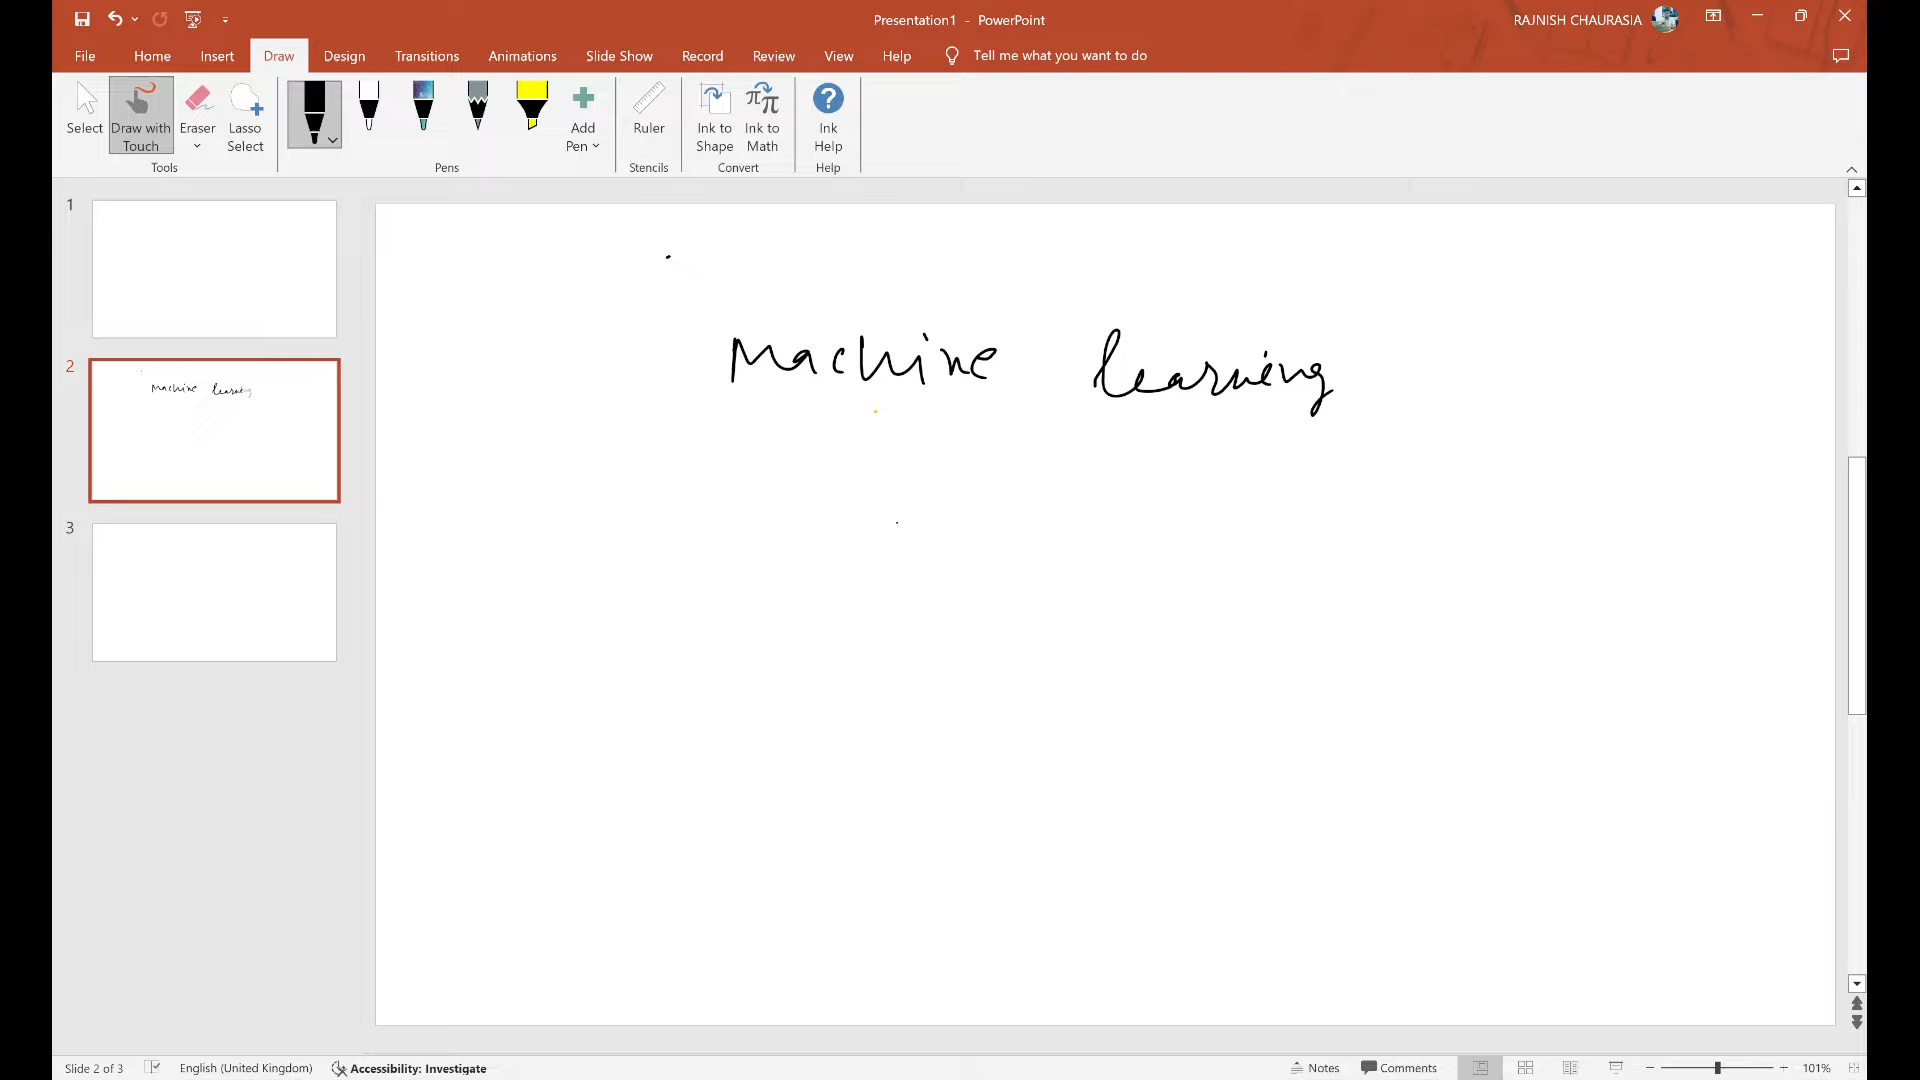 Presentation1 - PowerPoint
RAJNISH CHAURASIA
File Home Insert Draw Design Transitions Animations Slide Show Record Review View Help Tell me what you want to do
Select Draw with Touch Eraser Lasso Select
Add Pen
Ruler
Ink to Shape Ink to Math
Ink Help
Tools Pens Stencils Convert Help
1
2
Machine learning
3
Machine learning
Slide 2 of 3 English (United Kingdom) Accessibility: Investigate Notes Comments 101%